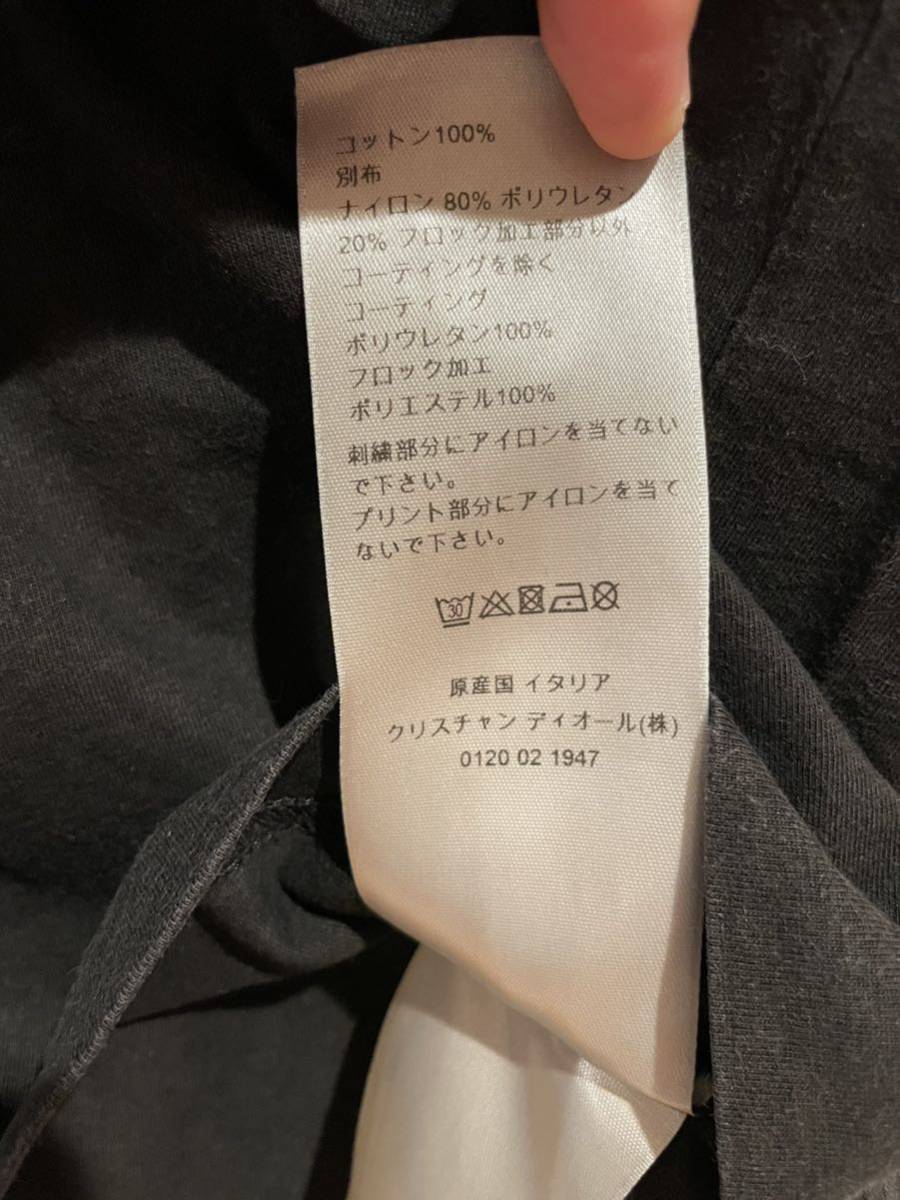 コットン100%
別布
ナイロン 80% ポリウレタン
20% フロック加工部分以外
コーティングを除く
コーティング
ポリウレタン100%
フロック加工
ポリエステル100%
刺繍部分にアイロンを当てない
で下さい。
プリント部分にアイロンを当て
ないで下さい。
30
原産国 イタリア
クリスチャン ディオール(株)
0120 02 1947